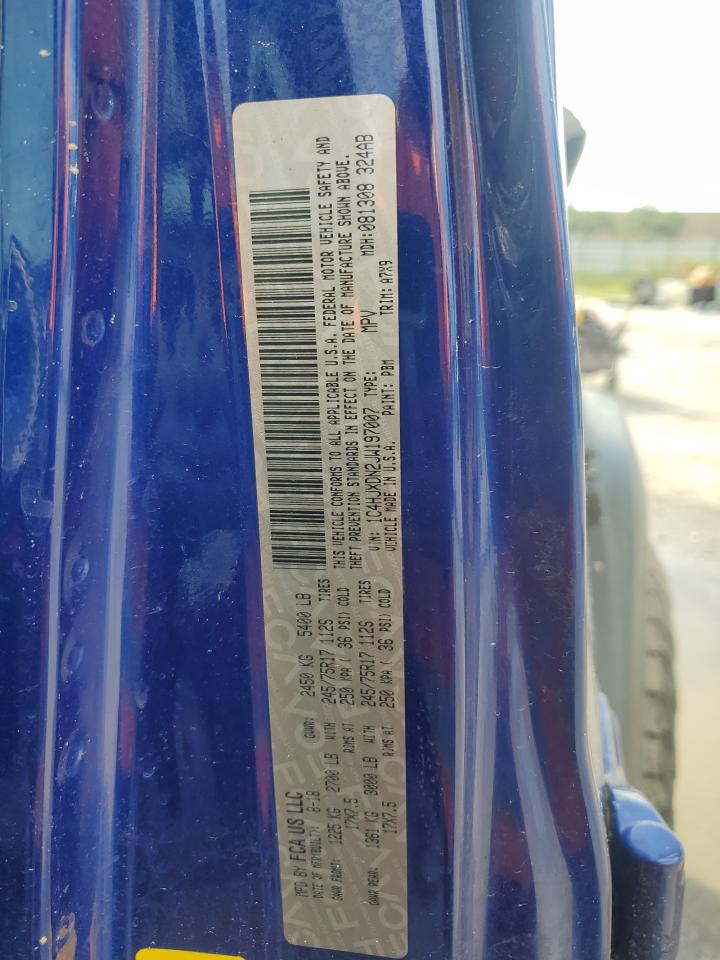 MFD BY FCA US LLC
DATE OF MFR(BUILT): 8-18 GVWR: 2450 KG 5400 LB
GAWR FRONT: 1225 KG 2700 LB WITH 245/75R17 112S TIRES
17X7.5 RIMS AT 250 KPA ( 36 PSI) COLD
GAWR REAR: 1361 KG 3000 LB WITH 245/75R17 112S TIRES
17X7.5 RIMS AT 250 KPA ( 36 PSI) COLD
THIS VEHICLE CONFORMS TO ALL APPLICABLE U.S.A. FEDERAL MOTOR VEHICLE SAFETY AND
THEFT PREVENTION STANDARDS IN EFFECT ON THE DATE OF MANUFACTURE SHOWN ABOVE.
VIN: 1C4HJXDN2JW197007 TYPE: MPV MDH:081308 324AB
VEHICLE MADE IN U.S.A. PAINT: PBM TRIM: A7X9